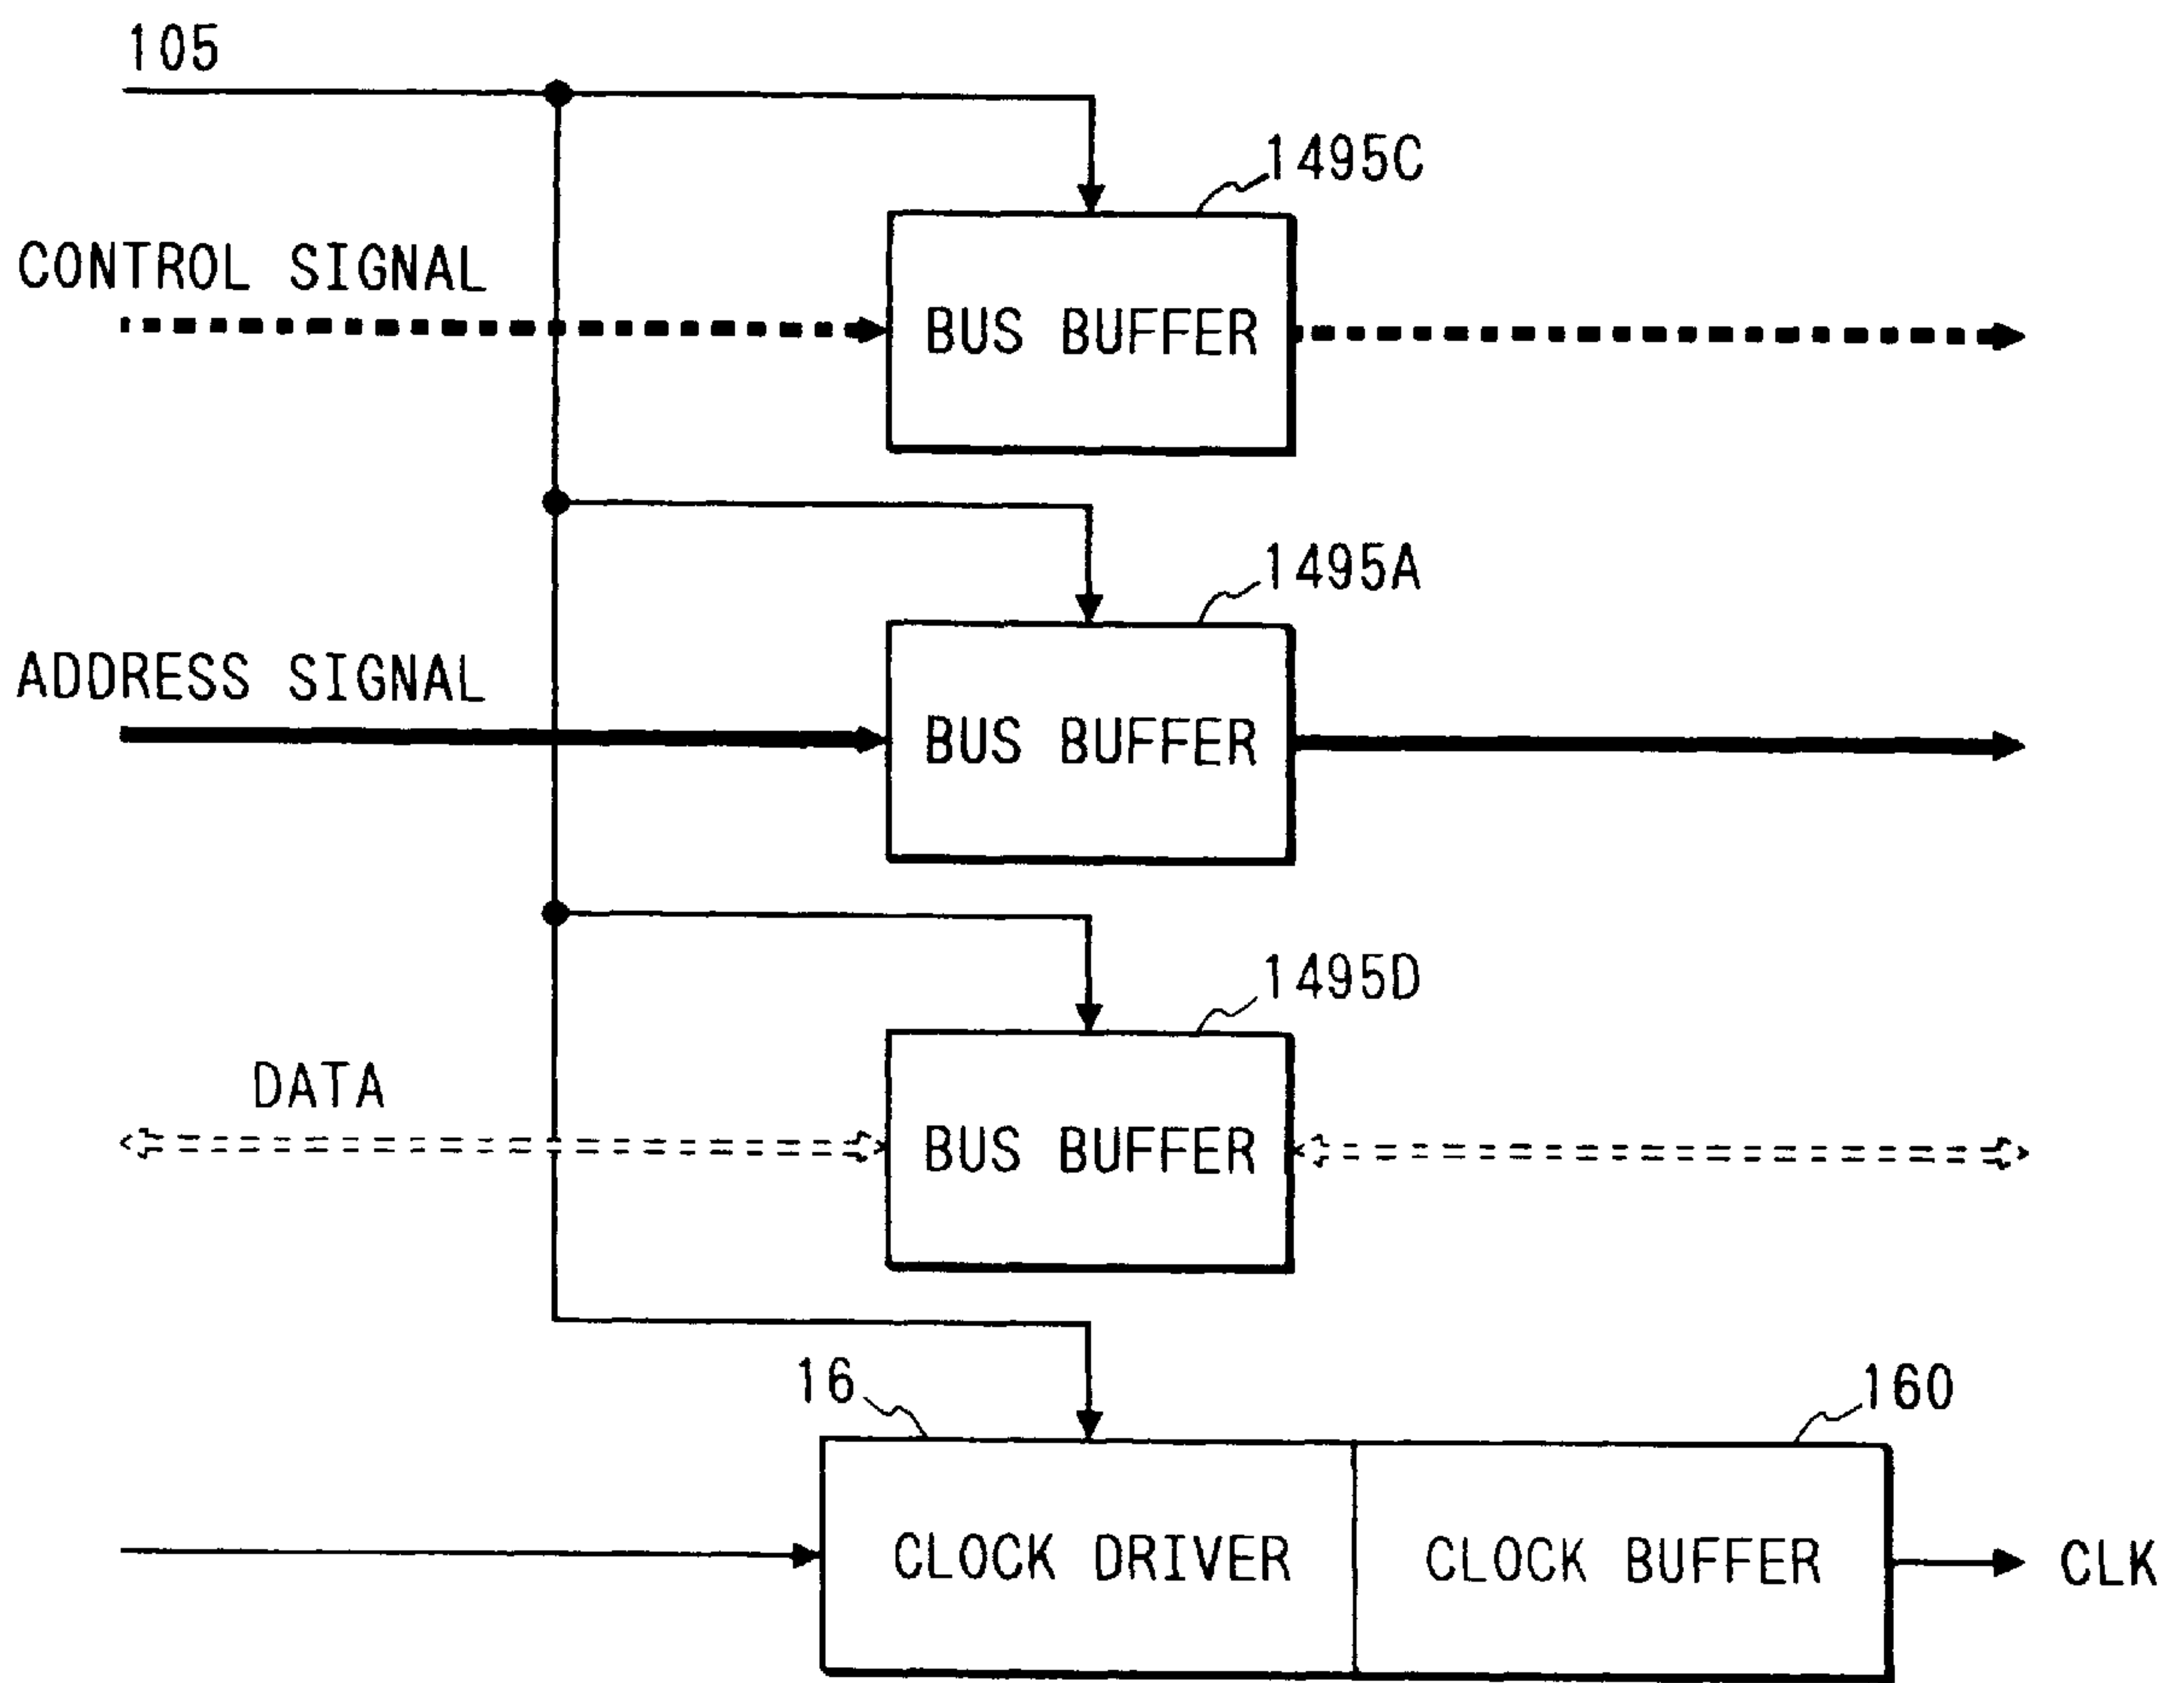 105
1495C
CONTROL SIGNAL
BUS BUFFER
1495A
ADDRESS SIGNAL
BUS BUFFER
1495D
DATA
BUS BUFFER
16
160
CLOCK DRIVER
CLOCK BUFFER
CLK